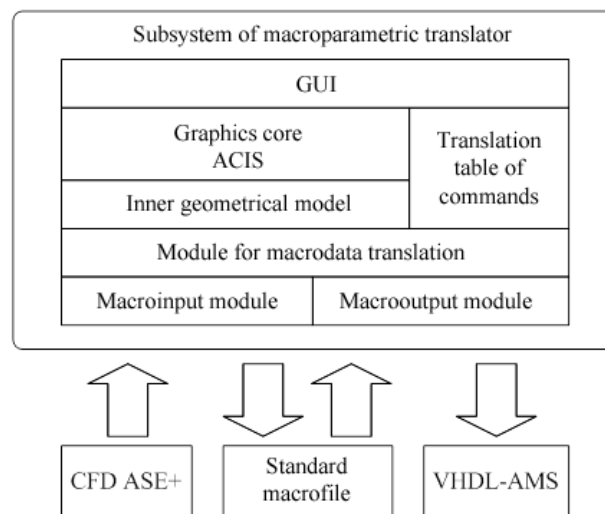 Subsystem of macroparametric translator
GUI
Graphics core
ACIS
Translation
table of
commands
Inner geometrical model
Module for macrodata translation
Macroinput module
Macrooutput module
CFD ASE+
Standard
macrofile
VHDL-AMS